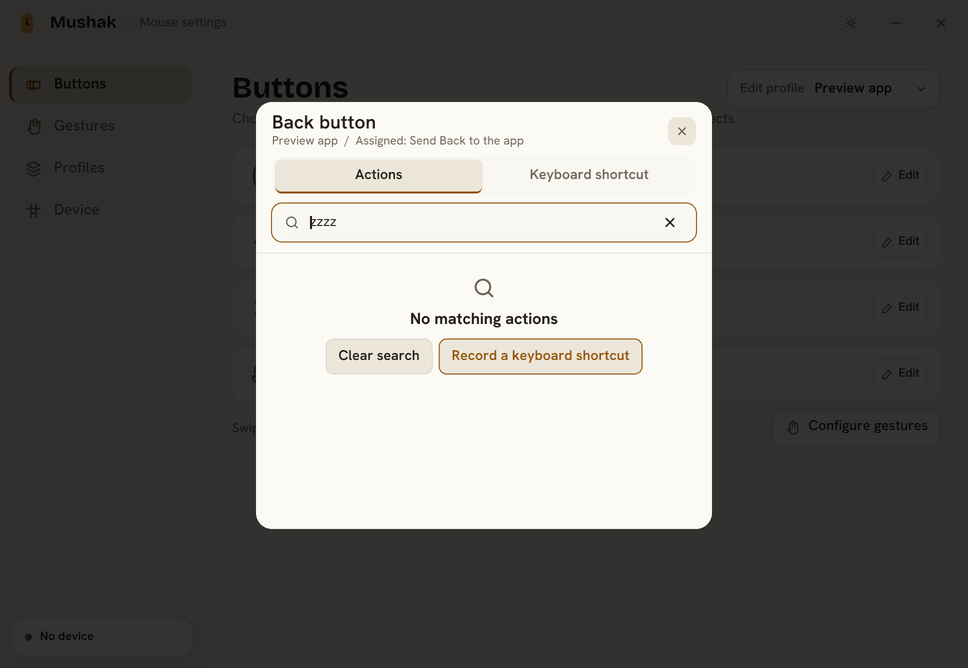 Mushak
Mouse settings
Buttons
Gestures
Profiles
Device
No device
Buttons
Edit profile Preview app
Edit
Edit
Edit
Edit
Configure gestures
Back button
Preview app / Assigned: Send Back to the app
Actions
Keyboard shortcut
zzzz
No matching actions
Clear search
Record a keyboard shortcut